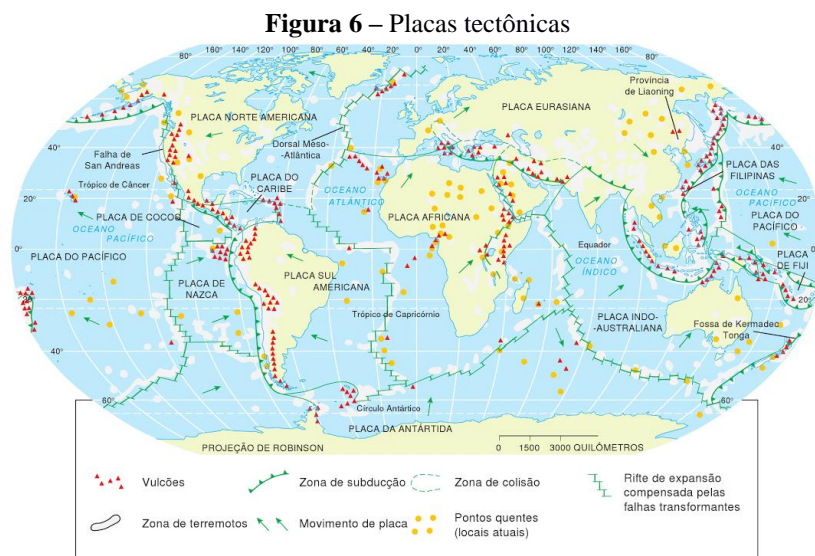 Figura 6 – Placas tectônicas
80° 160° 140° 120° 100° 80° 40° 20° 0° 20° 40° 60° 80° 100° 120° 140° 80°
Província
de Liaoning
PLACA NORTE AMERICANA
PLACA EURASIANA
40°
Dorsal Meso-
-Atlântica
40°
Falha de
San Andreas
Trópico de Câncer
20°
PLACA DO
CARIBE
OCEANO
ATLÂNTICO
PLACA DAS
FILIPINAS
20°
OCEANO
PACÍFICO
PLACA DE COCOS
PLACA AFRICANA
PLACA DO
PACÍFICO
OCEANO
PACÍFICO
0°
Equador
0°
PLACA DO PACÍFICO
OCEANO
ÍNDICO
PLACA
DE FIJI
PLACA DE
NAZCA
PLACA SUL
AMERICANA
20°
20°
Trópico de Capricórnio
PLACA INDO-
-AUSTRALIANA
Fossa de Kermadec
Tonga
40°
40°
60°
Círculo Antártico
60°
PLACA DA ANTÁRTIDA
PROJEÇÃO DE ROBINSON
0 1500 3000 QUILÔMETROS
Vulcões
Zona de subducção
Zona de colisão
Rifte de expansão
compensada pelas
falhas transformantes
Zona de terremotos
Movimento de placa
Pontos quentes
(locais atuais)